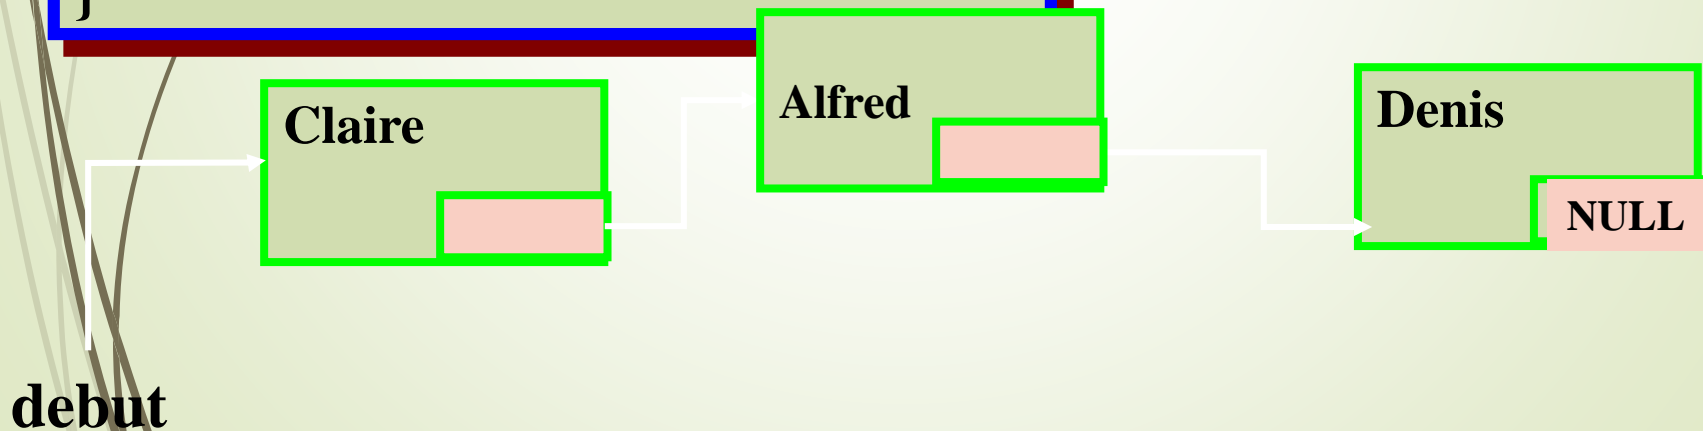 }
Claire
Alfred
Denis
NULL
debut